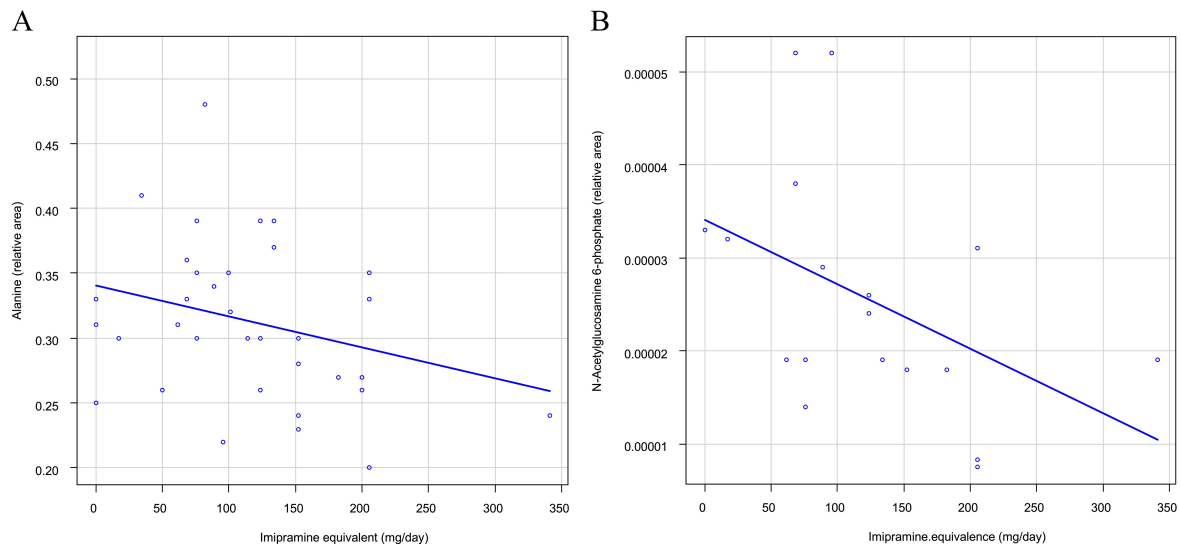 A
Alanine (relative area)
0.50
0.45
0.40
0.35
0.30
0.25
0.20
0 50 100 150 200 250 300 350
Imipramine equivalent (mg/day)
B
N-Acetylglucosamine 6-phosphate (relative area)
0.00005
0.00004
0.00003
0.00002
0.00001
0 50 100 150 200 250 300 350
Imipramine.equivalence (mg/day)